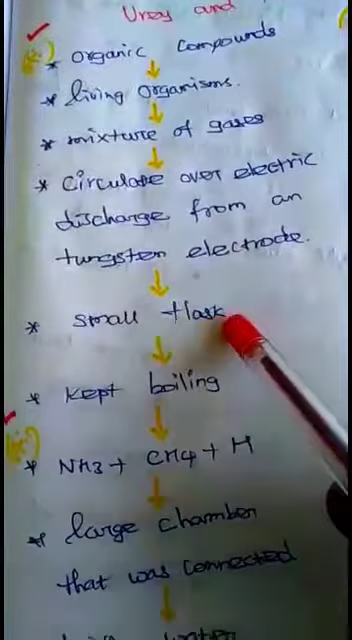 Urey and
* organic compounds
* living organisms.
* mixture of gases
* Circulate over electric
discharge from an
tungsten electrode.
* small flask
* kept boiling
* NH3 + CH4 + H
* large chamber
that was connected
water